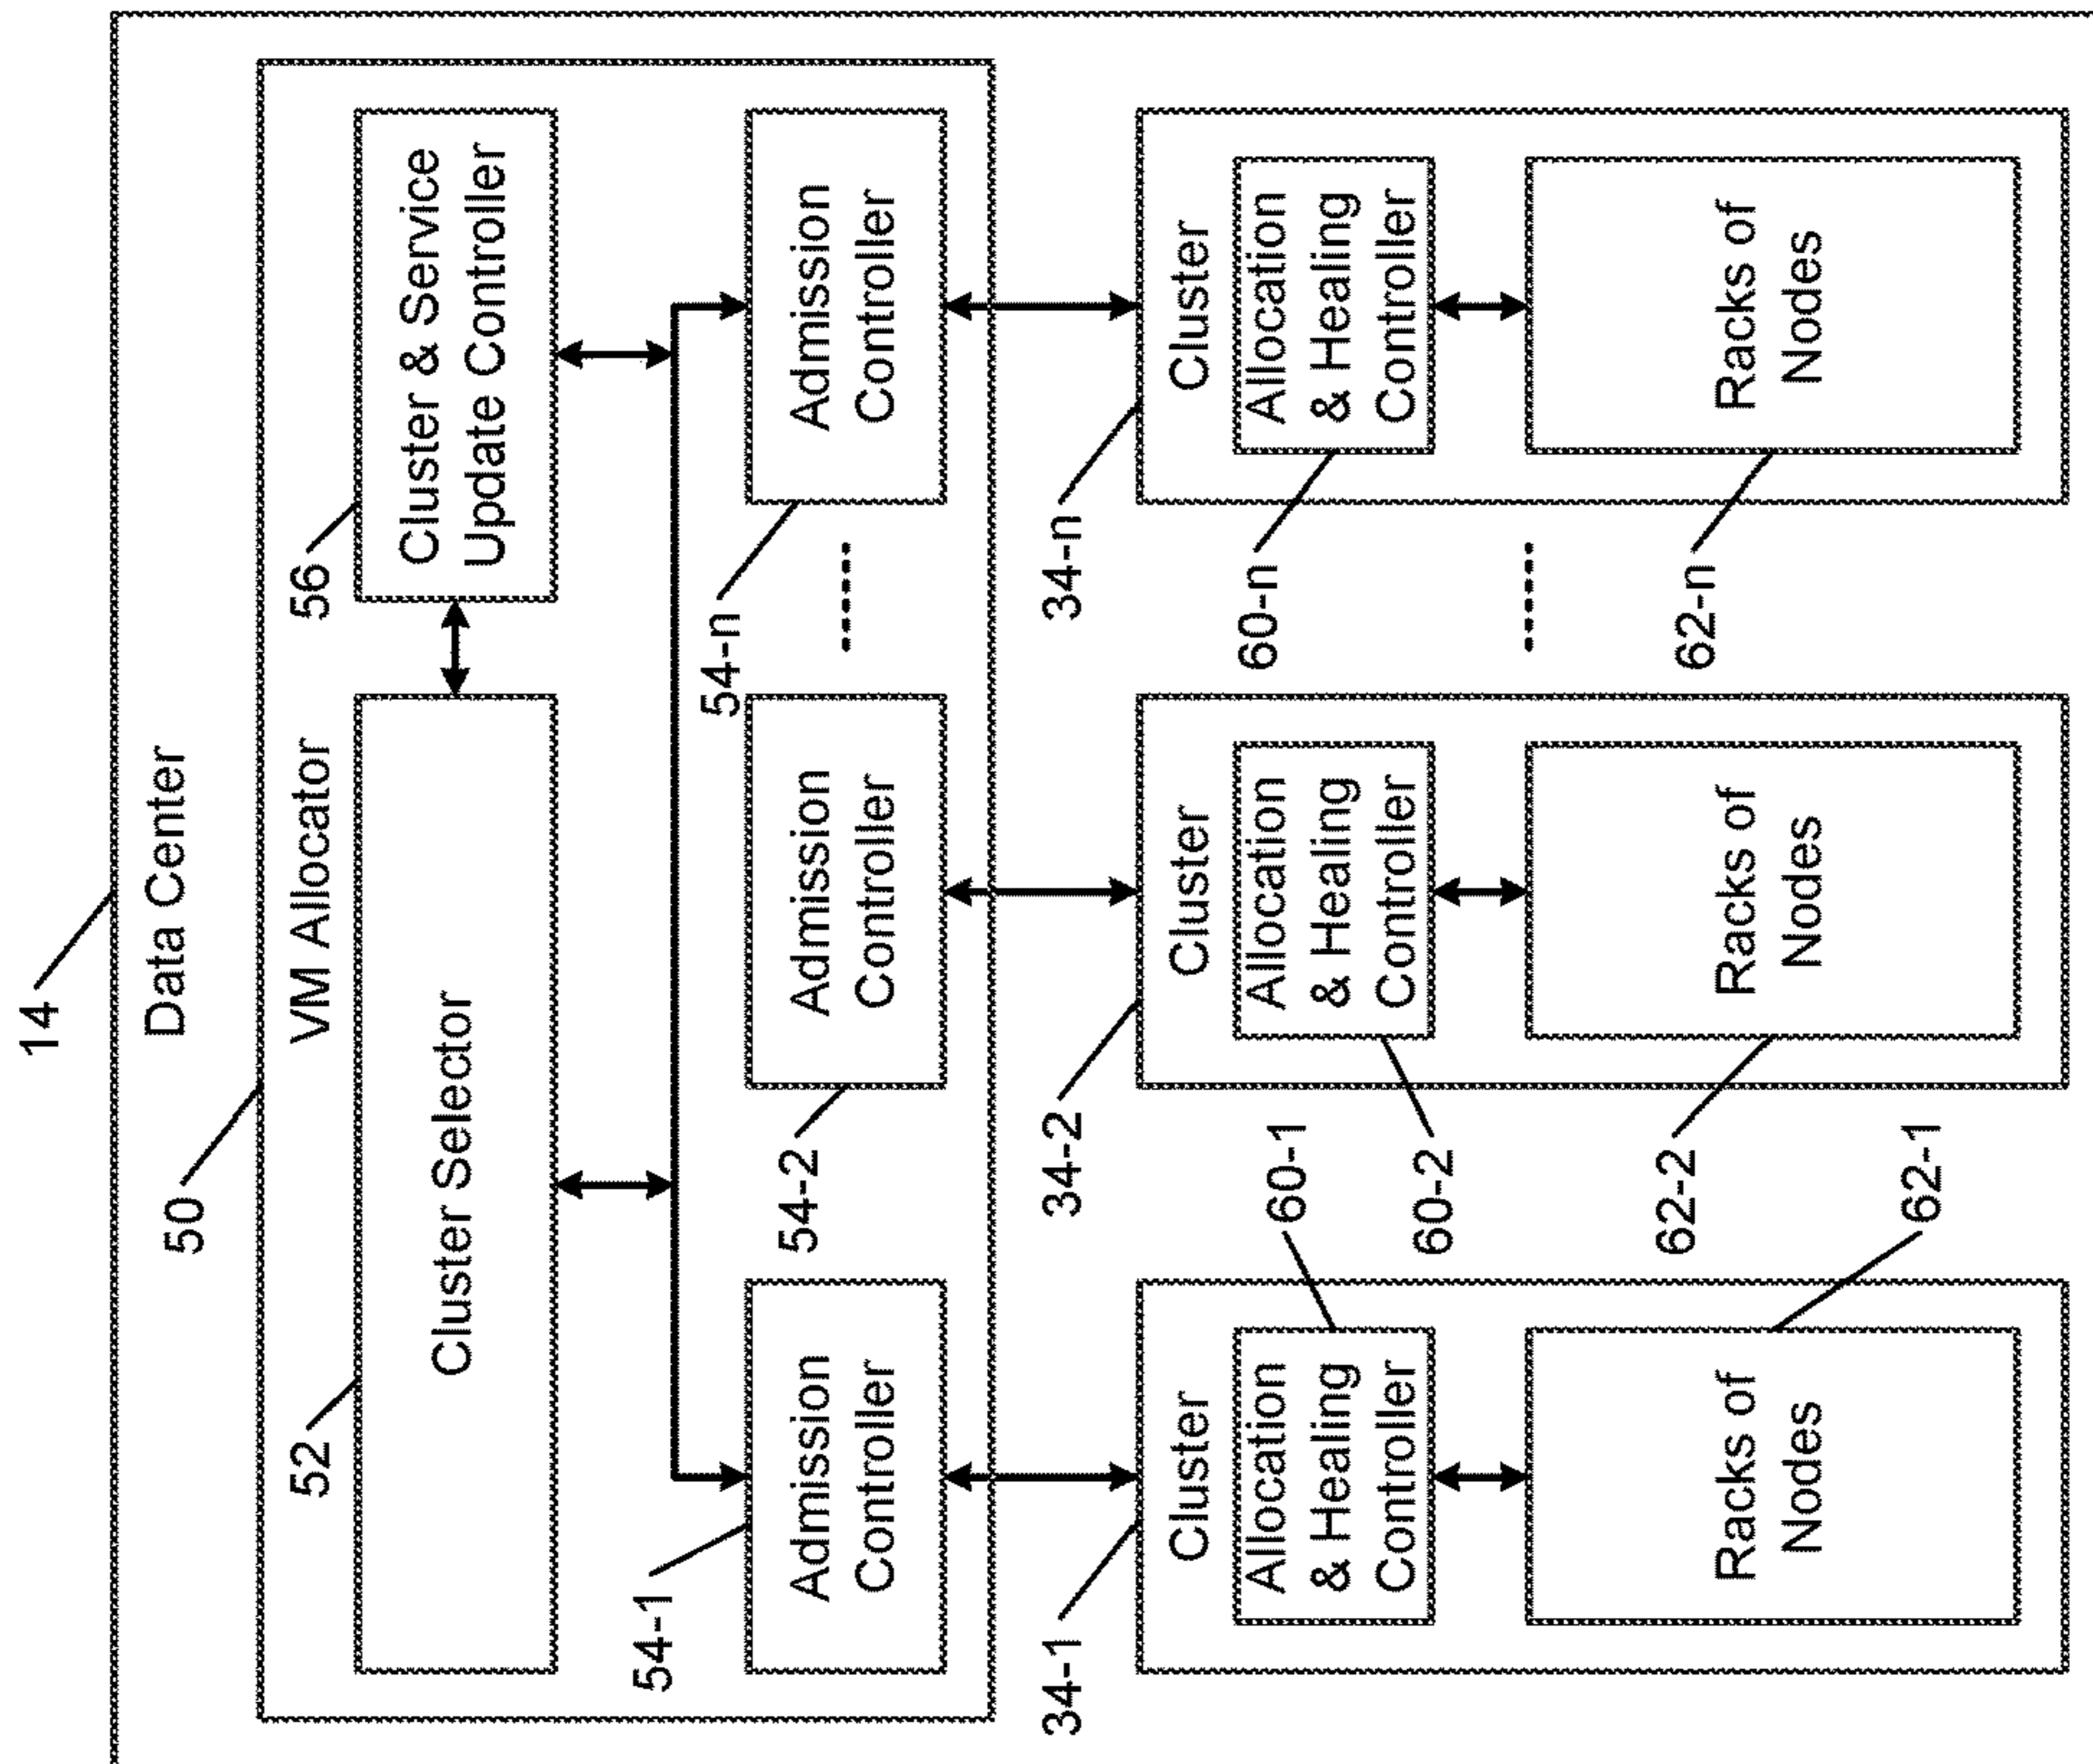 14
Data Center
50
VM Allocator
52
56
Cluster Selector
Cluster & Service
Update Controller
54-1
54-2
54-n
Admission
Controller
Admission
Controller
......
Admission
Controller
34-1
34-2
34-n
Cluster
Cluster
Cluster
60-1
60-2
60-n
Allocation
& Healing
Controller
Allocation
& Healing
Controller
Allocation
& Healing
Controller
......
62-1
62-2
62-n
Racks of
Nodes
Racks of
Nodes
Racks of
Nodes